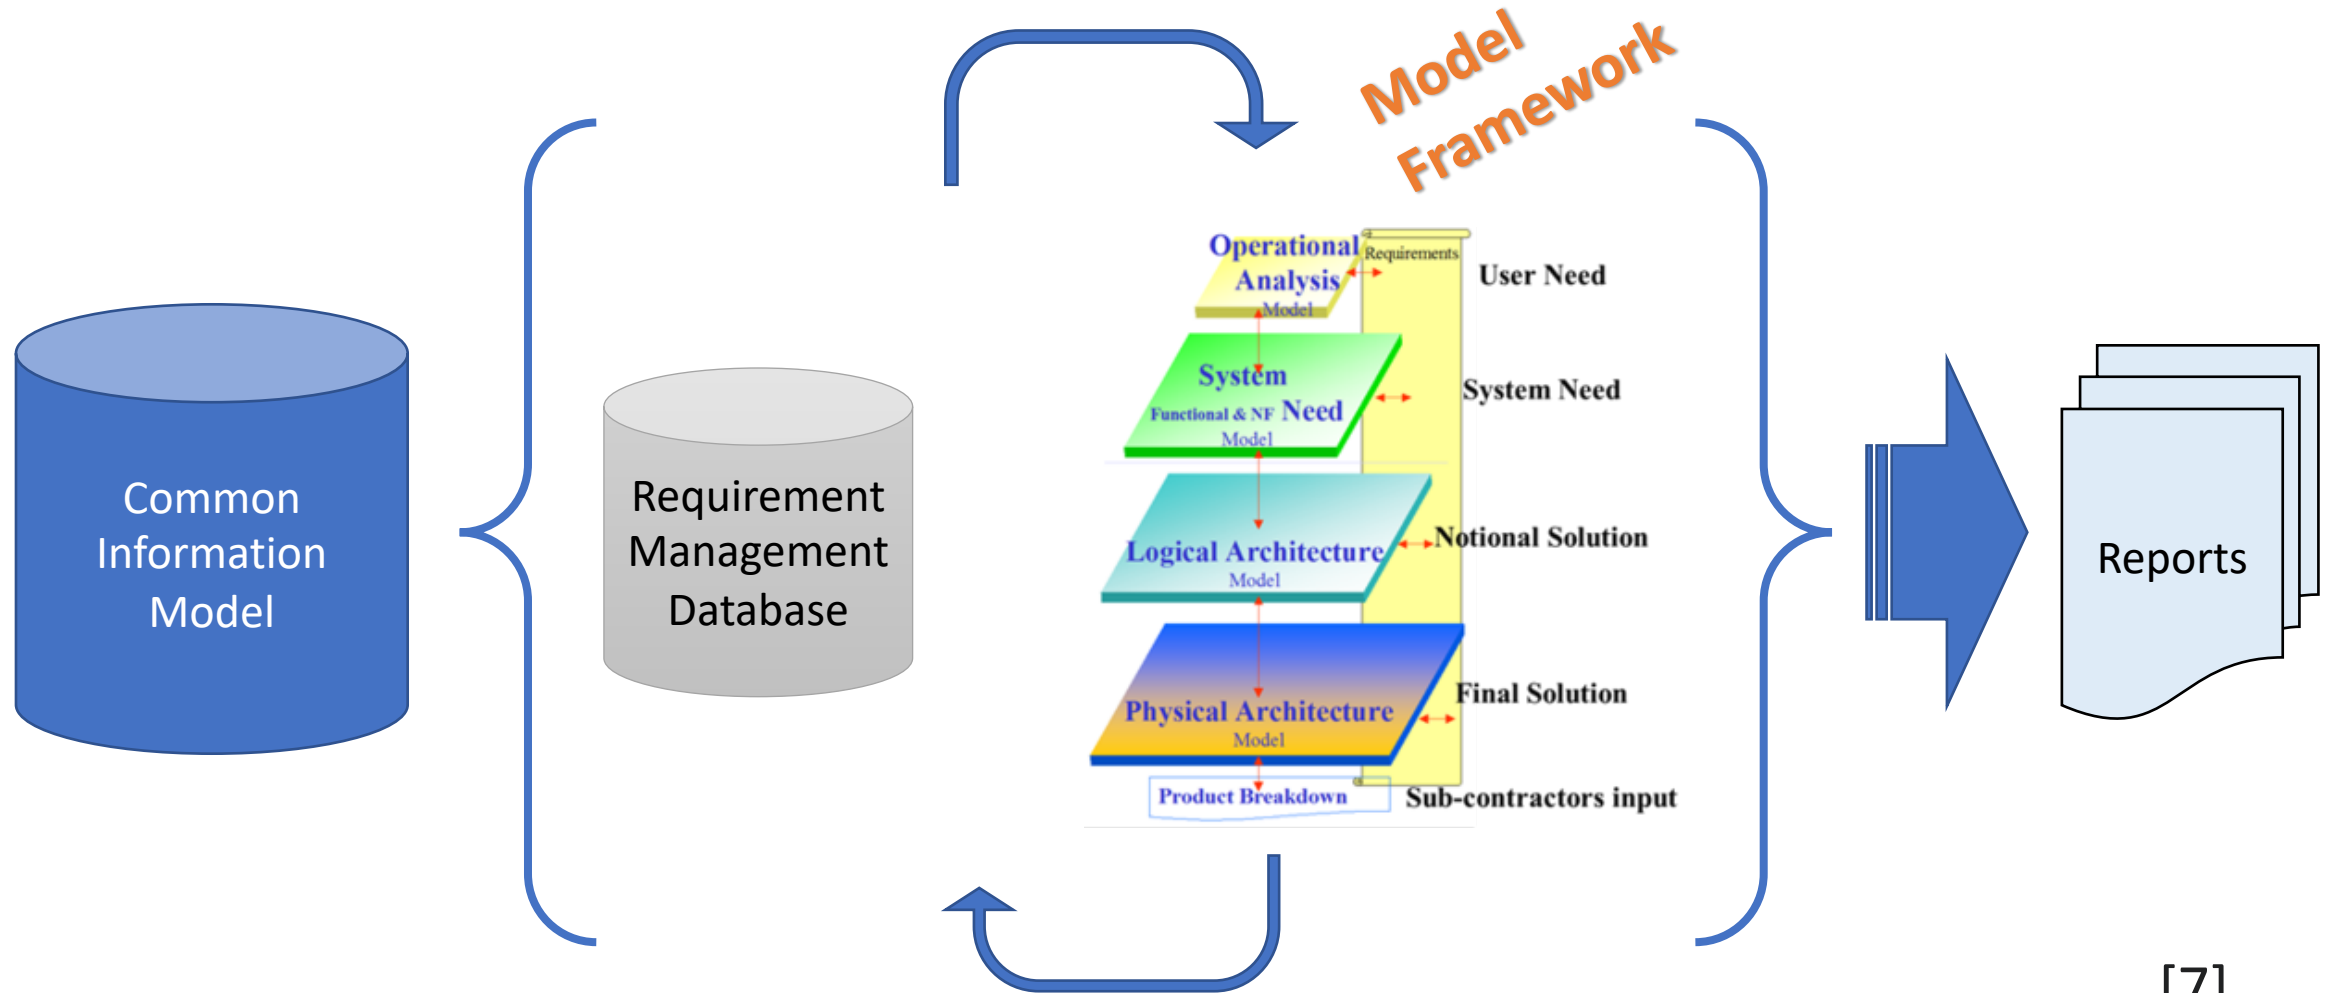 Model
Framework
Common
Information
Model
Requirement
Management
Database
Operational
Analysis
Model
Requirements
User Need
System
Functional & NF Need
Model
System Need
Logical Architecture
Model
Notional Solution
Physical Architecture
Model
Final Solution
Product Breakdown
Sub-contractors input
Reports
[7]